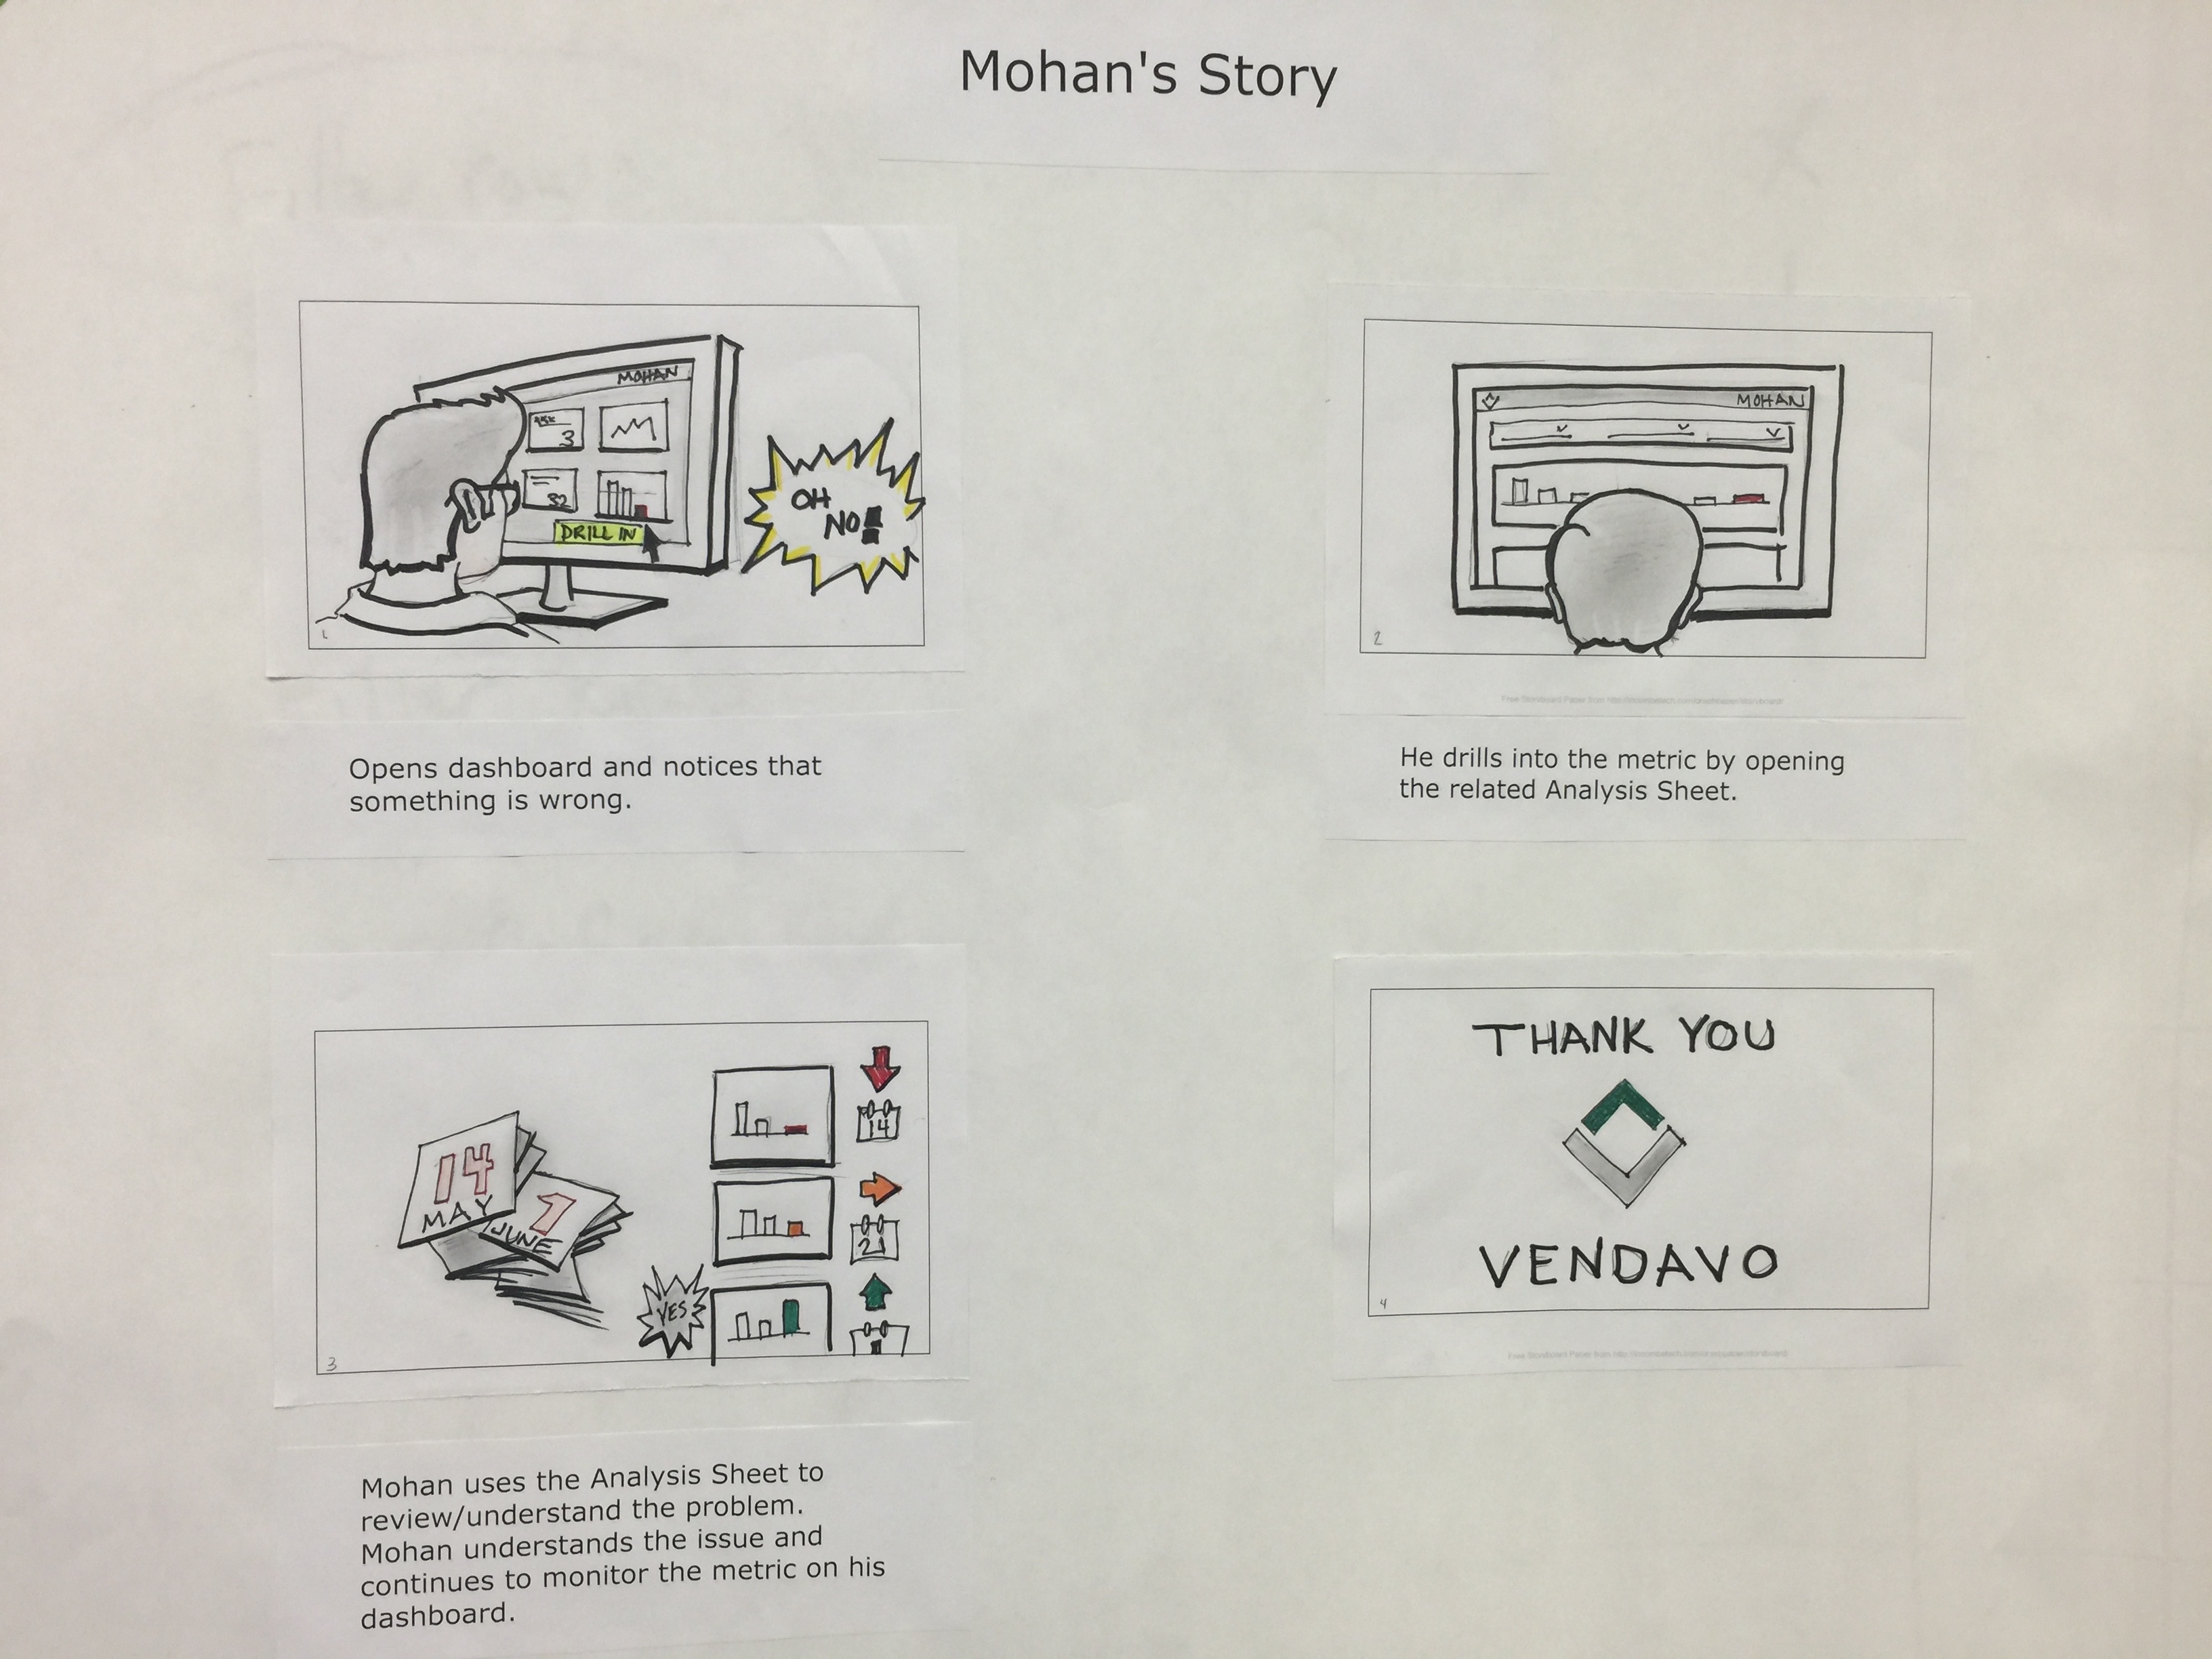 Mohan's Story
MOHAN
3
32
DRILL IN
OH
NO!
1
Opens dashboard and notices that
something is wrong.
MOHAN
2
He drills into the metric by opening
the related Analysis Sheet.
14
MAY
7
JUNE
14
21
YES
3
Mohan uses the Analysis Sheet to
review/understand the problem.
Mohan understands the issue and
continues to monitor the metric on his
dashboard.
THANK YOU
VENDAVO
4